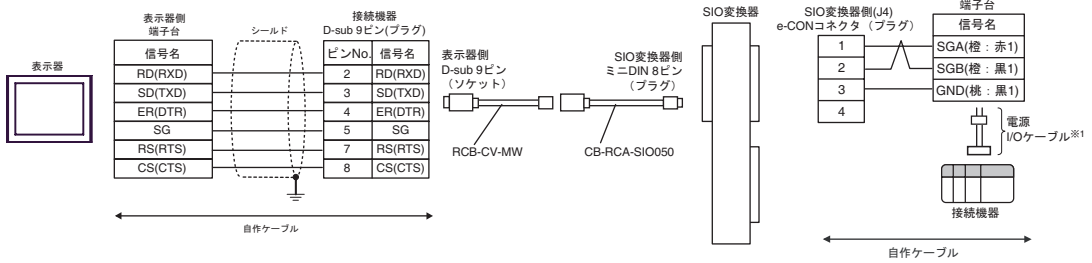 表示器
表示器側
端子台
信号名
RD(RXD)
SD(TXD)
ER(DTR)
SG
RS(RTS)
CS(CTS)
シールド
接続機器
D-sub 9ピン(プラグ)
ピンNo. 信号名
2 RD(RXD)
3 SD(TXD)
4 ER(DTR)
5 SG
7 RS(RTS)
8 CS(CTS)
自作ケーブル
表示器側
D-sub 9ピン
(ソケット)
RCB-CV-MW
SIO変換器側
ミニDIN 8ピン
(プラグ)
CB-RCA-SIO050
SIO変換器
SIO変換器側(J4)
e-CONコネクタ(プラグ)
1
2
3
4
端子台
信号名
SGA(橙:赤1)
SGB(橙:黒1)
GND(桃:黒1)
電源
I/Oケーブル※1
接続機器
自作ケーブル